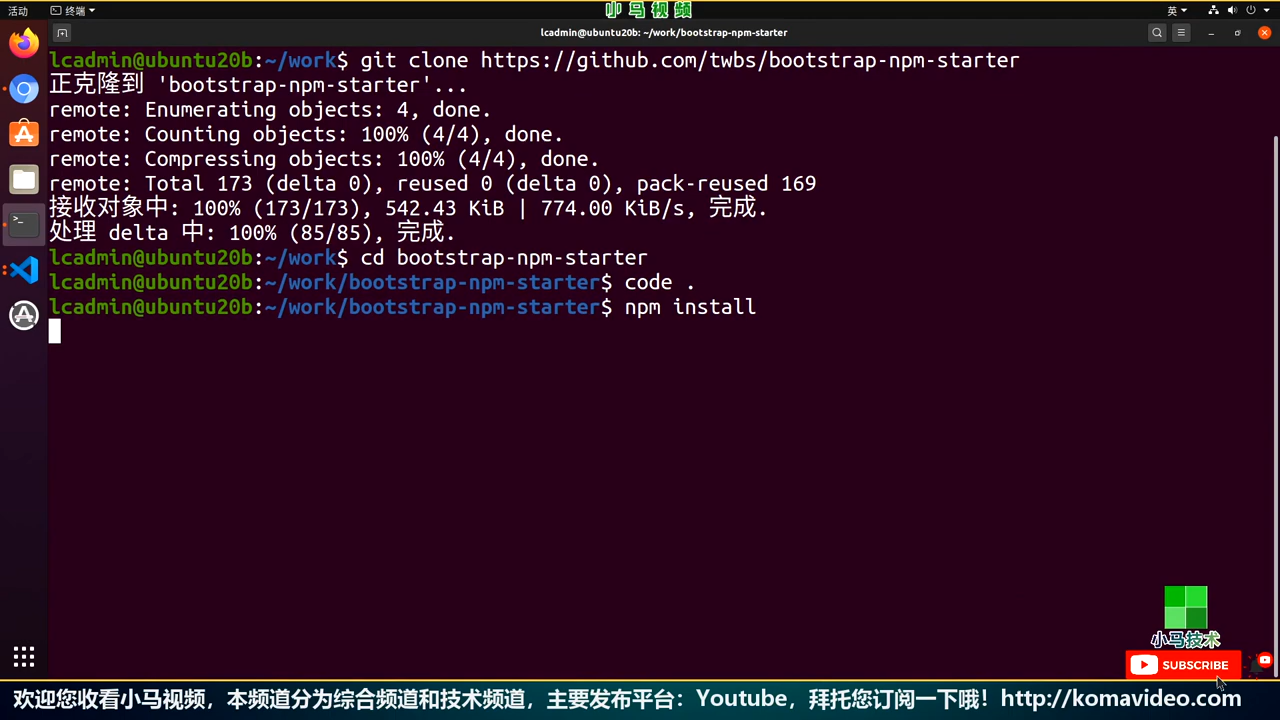 小马视频
活动
终端
英
lcadmin@ubuntu20b: ~/work/bootstrap-npm-starter
lcadmin@ubuntu20b:~/work$ git clone https://github.com/twbs/bootstrap-npm-starter
正克隆到 'bootstrap-npm-starter'...
remote: Enumerating objects: 4, done.
remote: Counting objects: 100% (4/4), done.
remote: Compressing objects: 100% (4/4), done.
remote: Total 173 (delta 0), reused 0 (delta 0), pack-reused 169
接收对象中: 100% (173/173), 542.43 KiB | 774.00 KiB/s, 完成.
处理 delta 中: 100% (85/85), 完成.
lcadmin@ubuntu20b:~/work$ cd bootstrap-npm-starter
lcadmin@ubuntu20b:~/work/bootstrap-npm-starter$ code .
lcadmin@ubuntu20b:~/work/bootstrap-npm-starter$ npm install
小马技术
SUBSCRIBE
欢迎您收看小马视频，本频道分为综合频道和技术频道，主要发布平台：Youtube，拜托您订阅一下哦！http://komavideo.com